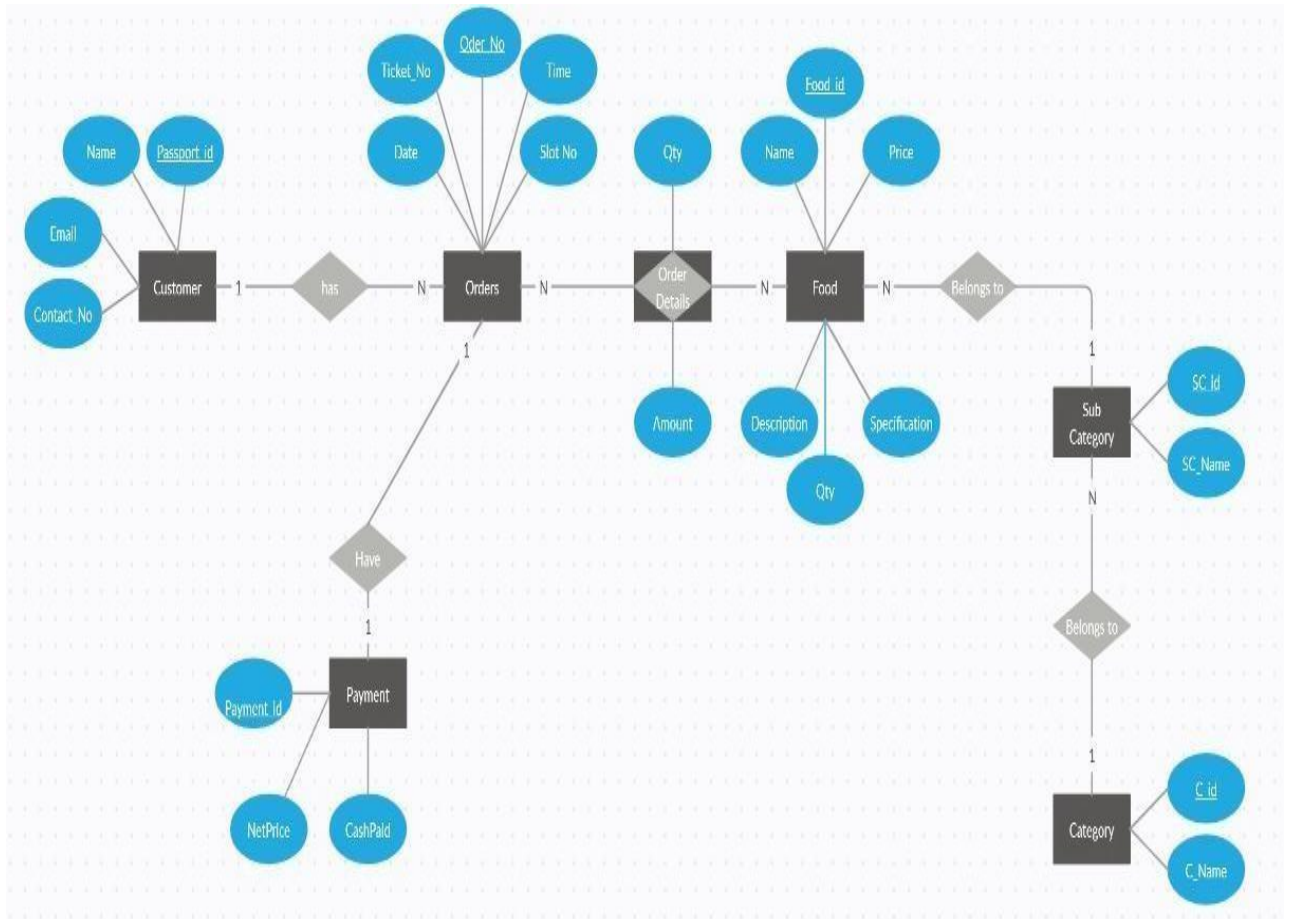 Oder_No
Ticket_No
Time
Food_id
Name
Passport_id
Date
Slot No
Qty
Name
Price
Email
Contact_No
Customer
1
has
N
Orders
N
Order
Details
N
Food
N
Belongs to
1
1
SC_id
Sub
Category
SC_Name
Amount
Description
Specification
Qty
N
Have
1
Belongs to
Payment_id
Payment
1
NetPrice
CashPaid
Category
C_id
C_Name